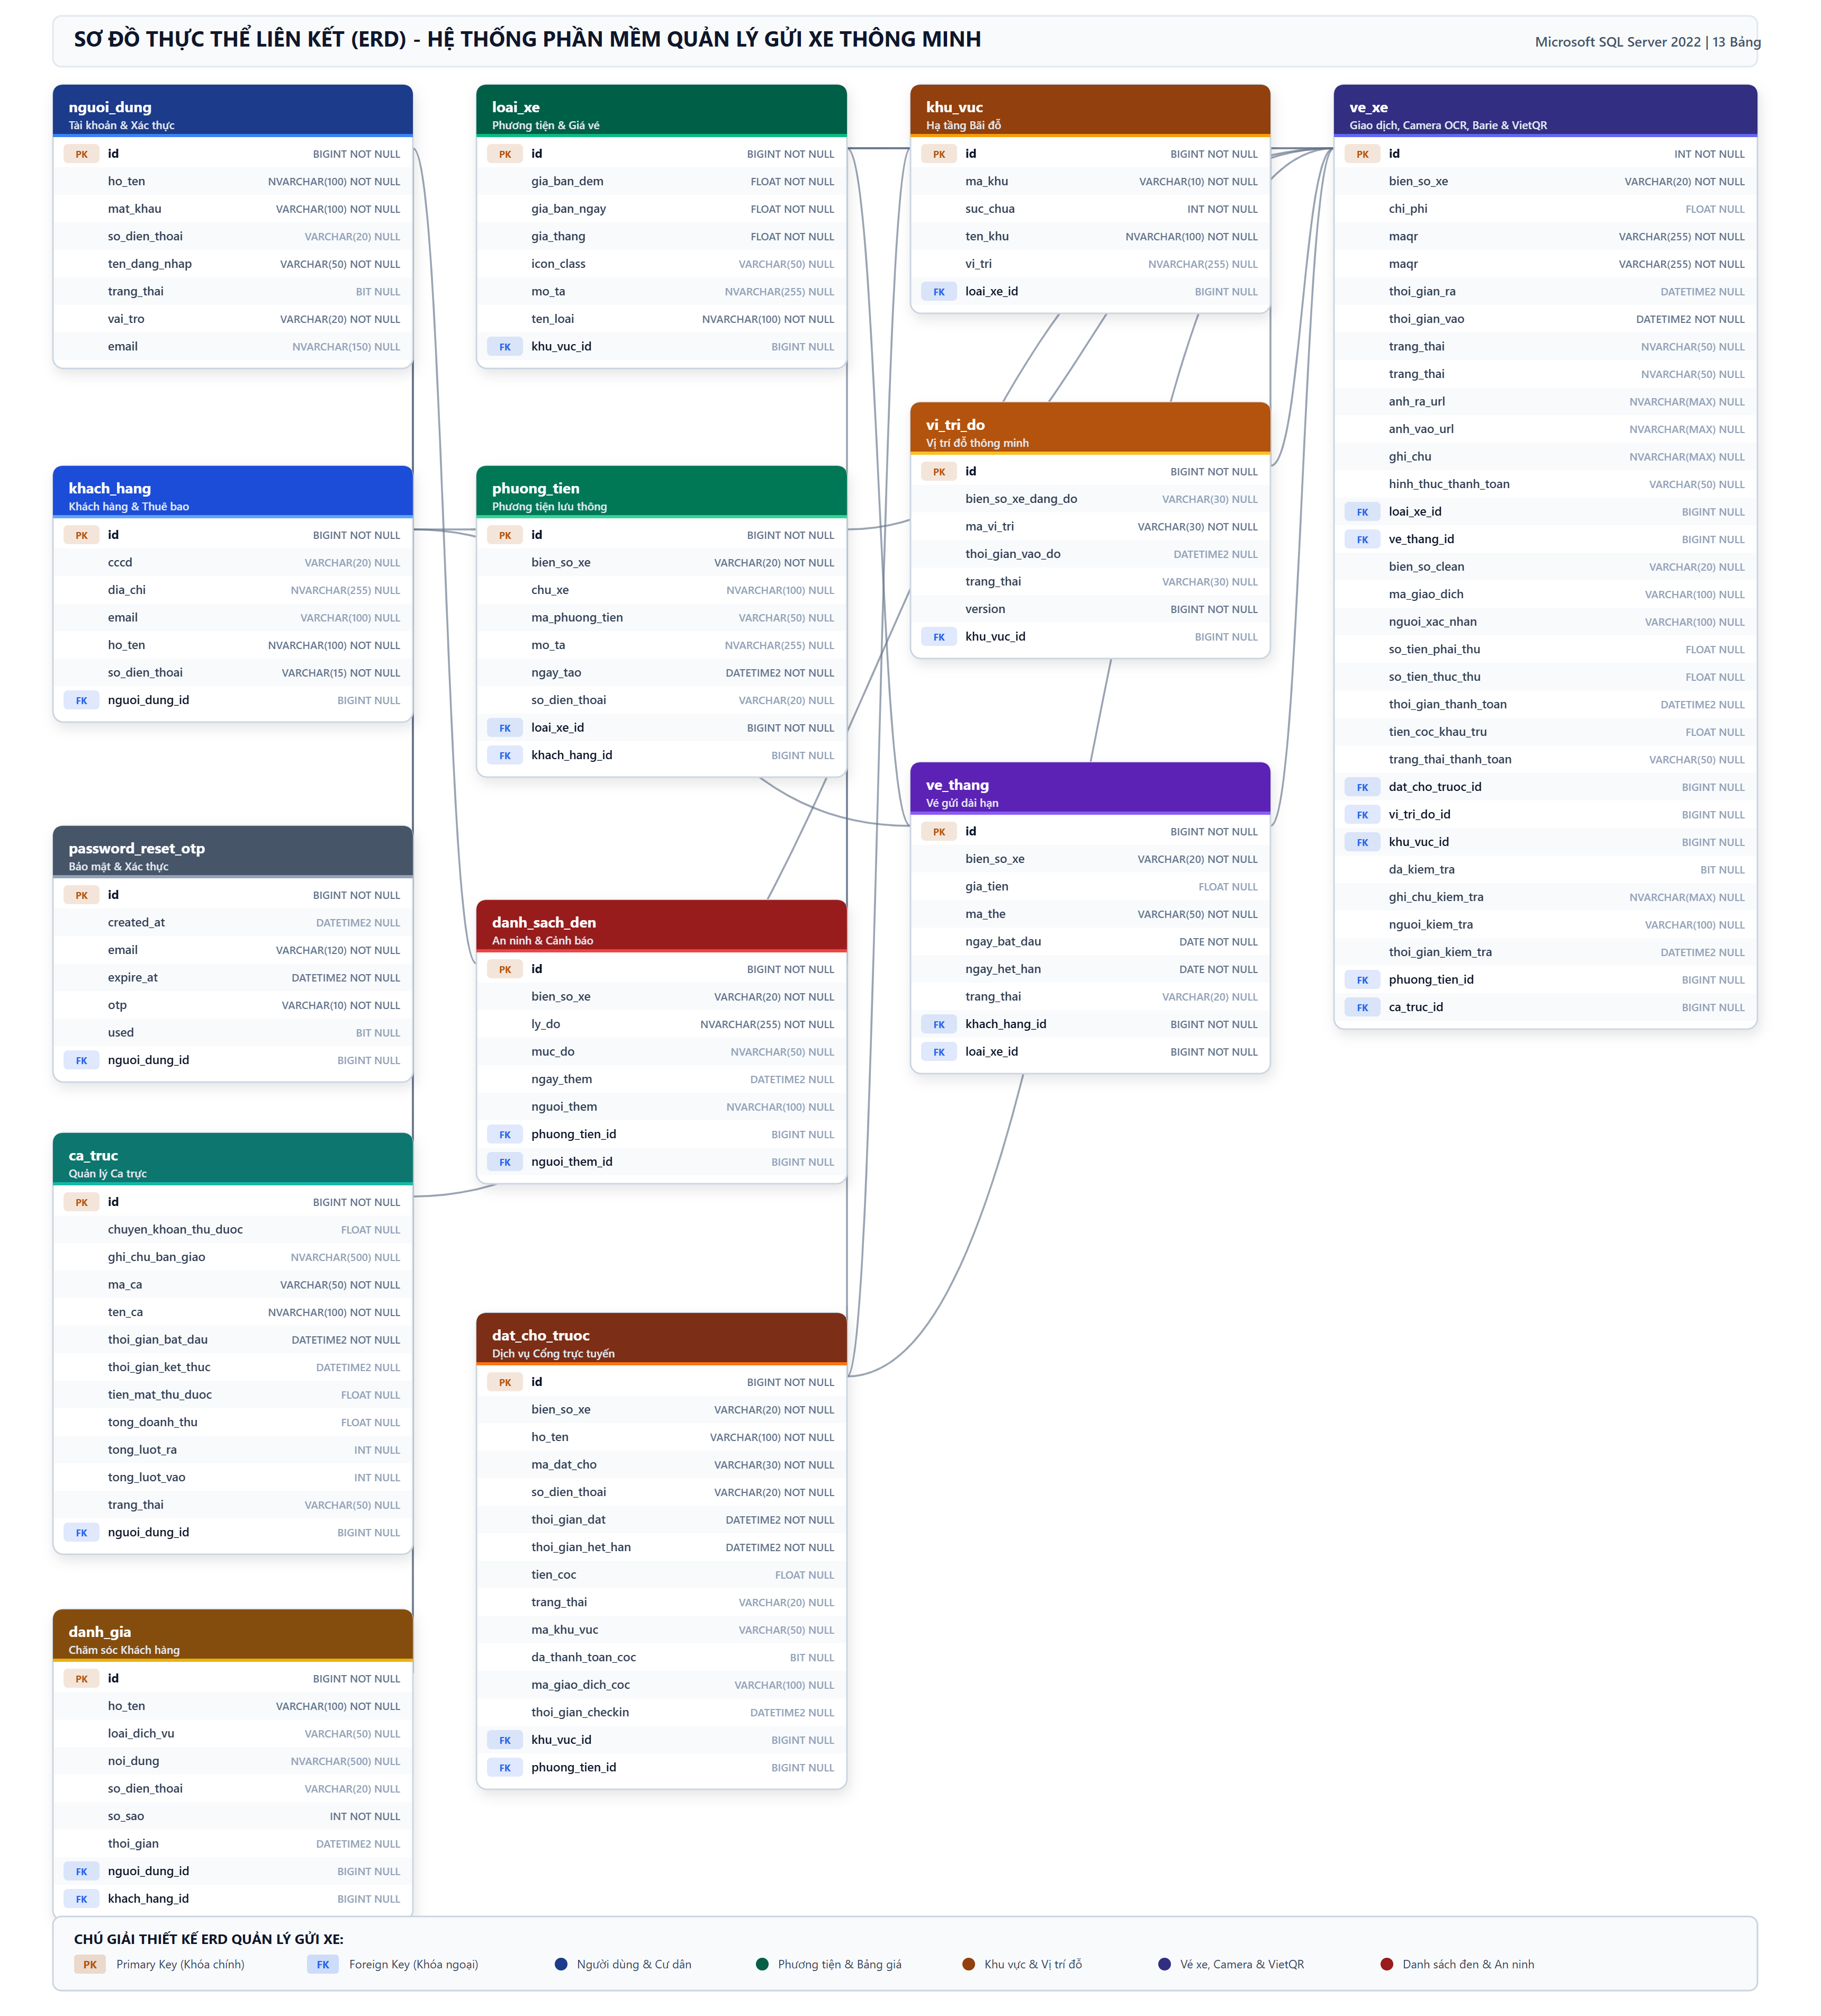 SƠ ĐỒ THỰC THỂ LIÊN KẾT (ERD) - HỆ THỐNG PHẦN MỀM QUẢN LÝ GỬI XE THÔNG MINH
Microsoft SQL Server 2022 | 13 Bảng
nguoi_dung
Tài khoản & Xác thực
PK id BIGINT NOT NULL
ho_ten NVARCHAR(100) NOT NULL
mat_khau VARCHAR(100) NOT NULL
so_dien_thoai VARCHAR(20) NULL
ten_dang_nhap VARCHAR(50) NOT NULL
trang_thai BIT NULL
vai_tro VARCHAR(20) NOT NULL
email NVARCHAR(150) NULL
khach_hang
Khách hàng & Thuê bao
PK id BIGINT NOT NULL
cccd VARCHAR(20) NULL
dia_chi NVARCHAR(255) NULL
email VARCHAR(100) NULL
ho_ten NVARCHAR(100) NOT NULL
so_dien_thoai VARCHAR(15) NOT NULL
FK nguoi_dung_id BIGINT NULL
password_reset_otp
Bảo mật & Xác thực
PK id BIGINT NOT NULL
created_at DATETIME2 NULL
email VARCHAR(120) NOT NULL
expire_at DATETIME2 NOT NULL
otp VARCHAR(10) NOT NULL
used BIT NULL
FK nguoi_dung_id BIGINT NULL
ca_truc
Quản lý Ca trực
PK id BIGINT NOT NULL
chuyen_khoan_thu_duoc FLOAT NULL
ghi_chu_ban_giao NVARCHAR(500) NULL
ma_ca VARCHAR(50) NOT NULL
ten_ca NVARCHAR(100) NOT NULL
thoi_gian_bat_dau DATETIME2 NOT NULL
thoi_gian_ket_thuc DATETIME2 NULL
tien_mat_thu_duoc FLOAT NULL
tong_doanh_thu FLOAT NULL
tong_luot_ra INT NULL
tong_luot_vao INT NULL
trang_thai VARCHAR(50) NULL
FK nguoi_dung_id BIGINT NULL
danh_gia
Chăm sóc Khách hàng
PK id BIGINT NOT NULL
ho_ten VARCHAR(100) NOT NULL
loai_dich_vu VARCHAR(50) NULL
noi_dung NVARCHAR(500) NULL
so_dien_thoai VARCHAR(20) NULL
so_sao INT NOT NULL
thoi_gian DATETIME2 NULL
FK nguoi_dung_id BIGINT NULL
FK khach_hang_id BIGINT NULL
loai_xe
Phương tiện & Giá vé
PK id BIGINT NOT NULL
gia_ban_dem FLOAT NOT NULL
gia_ban_ngay FLOAT NOT NULL
gia_thang FLOAT NOT NULL
icon_class VARCHAR(50) NULL
mo_ta NVARCHAR(255) NULL
ten_loai NVARCHAR(100) NOT NULL
FK khu_vuc_id BIGINT NULL
phuong_tien
Phương tiện lưu thông
PK id BIGINT NOT NULL
bien_so_xe VARCHAR(20) NOT NULL
chu_xe NVARCHAR(100) NULL
ma_phuong_tien VARCHAR(50) NULL
mo_ta NVARCHAR(255) NULL
ngay_tao DATETIME2 NOT NULL
so_dien_thoai VARCHAR(20) NULL
FK loai_xe_id BIGINT NOT NULL
FK khach_hang_id BIGINT NULL
danh_sach_den
An ninh & Cảnh báo
PK id BIGINT NOT NULL
bien_so_xe VARCHAR(20) NOT NULL
ly_do NVARCHAR(255) NOT NULL
muc_do NVARCHAR(50) NULL
ngay_them DATETIME2 NULL
nguoi_them NVARCHAR(100) NULL
FK phuong_tien_id BIGINT NULL
FK nguoi_them_id BIGINT NULL
dat_cho_truoc
Dịch vụ Cổng trực tuyến
PK id BIGINT NOT NULL
bien_so_xe VARCHAR(20) NOT NULL
ho_ten VARCHAR(100) NOT NULL
ma_dat_cho VARCHAR(30) NOT NULL
so_dien_thoai VARCHAR(20) NOT NULL
thoi_gian_dat DATETIME2 NOT NULL
thoi_gian_het_han DATETIME2 NOT NULL
tien_coc FLOAT NULL
trang_thai VARCHAR(20) NULL
ma_khu_vuc VARCHAR(50) NULL
da_thanh_toan_coc BIT NULL
ma_giao_dich_coc VARCHAR(100) NULL
thoi_gian_checkin DATETIME2 NULL
FK khu_vuc_id BIGINT NULL
FK phuong_tien_id BIGINT NULL
khu_vuc
Hạ tầng Bãi đỗ
PK id BIGINT NOT NULL
ma_khu VARCHAR(10) NOT NULL
suc_chua INT NOT NULL
ten_khu NVARCHAR(100) NOT NULL
vi_tri NVARCHAR(255) NULL
FK loai_xe_id BIGINT NULL
vi_tri_do
Vị trí đỗ thông minh
PK id BIGINT NOT NULL
bien_so_xe_dang_do VARCHAR(30) NULL
ma_vi_tri VARCHAR(30) NOT NULL
thoi_gian_vao_do DATETIME2 NULL
trang_thai VARCHAR(30) NULL
version BIGINT NOT NULL
FK khu_vuc_id BIGINT NULL
ve_thang
Vé gửi dài hạn
PK id BIGINT NOT NULL
bien_so_xe VARCHAR(20) NOT NULL
gia_tien FLOAT NULL
ma_the VARCHAR(50) NOT NULL
ngay_bat_dau DATE NOT NULL
ngay_het_han DATE NOT NULL
trang_thai VARCHAR(20) NULL
FK khach_hang_id BIGINT NOT NULL
FK loai_xe_id BIGINT NOT NULL
ve_xe
Giao dịch, Camera OCR, Barie & VietQR
PK id INT NOT NULL
bien_so_xe VARCHAR(20) NOT NULL
chi_phi FLOAT NULL
maqr VARCHAR(255) NOT NULL
maqr VARCHAR(255) NOT NULL
thoi_gian_ra DATETIME2 NULL
thoi_gian_vao DATETIME2 NOT NULL
trang_thai NVARCHAR(50) NULL
trang_thai NVARCHAR(50) NULL
anh_ra_url NVARCHAR(MAX) NULL
anh_vao_url NVARCHAR(MAX) NULL
ghi_chu NVARCHAR(MAX) NULL
hinh_thuc_thanh_toan VARCHAR(50) NULL
FK loai_xe_id BIGINT NULL
FK ve_thang_id BIGINT NULL
bien_so_clean VARCHAR(20) NULL
ma_giao_dich VARCHAR(100) NULL
nguoi_xac_nhan VARCHAR(100) NULL
so_tien_phai_thu FLOAT NULL
so_tien_thuc_thu FLOAT NULL
thoi_gian_thanh_toan DATETIME2 NULL
tien_coc_khau_tru FLOAT NULL
trang_thai_thanh_toan VARCHAR(50) NULL
FK dat_cho_truoc_id BIGINT NULL
FK vi_tri_do_id BIGINT NULL
FK khu_vuc_id BIGINT NULL
da_kiem_tra BIT NULL
ghi_chu_kiem_tra NVARCHAR(MAX) NULL
nguoi_kiem_tra VARCHAR(100) NULL
thoi_gian_kiem_tra DATETIME2 NULL
FK phuong_tien_id BIGINT NULL
FK ca_truc_id BIGINT NULL
CHÚ GIẢI THIẾT KẾ ERD QUẢN LÝ GỬI XE:
PK Primary Key (Khóa chính) FK Foreign Key (Khóa ngoại) Người dùng & Cư dân Phương tiện & Bảng giá Khu vực & Vị trí đỗ Vé xe, Camera & VietQR Danh sách đen & An ninh